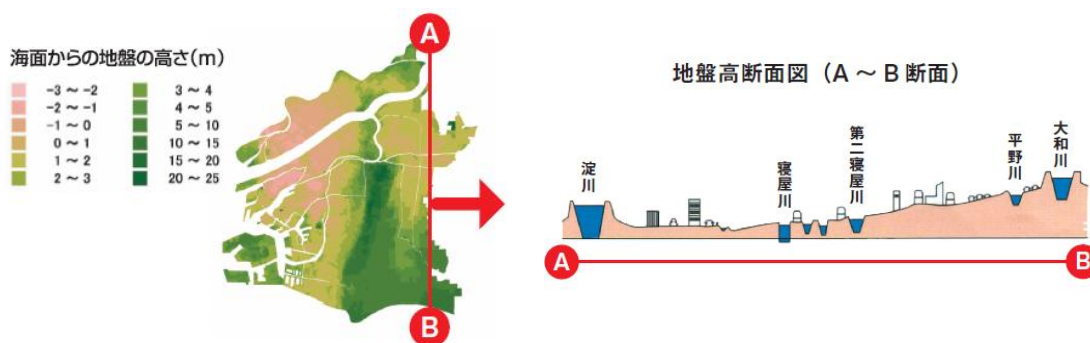 海面からの地盤の高さ(m)
-3 ~ -2
-2 ~ -1
-1 ~ 0
0 ~ 1
1 ~ 2
2 ~ 3
3 ~ 4
4 ~ 5
5 ~ 10
10 ~ 15
15 ~ 20
20 ~ 25
A
B
地盤高断面図（A ～ B 断面）
淀川
寝屋川
第二寝屋川
平野川
大和川
A
B